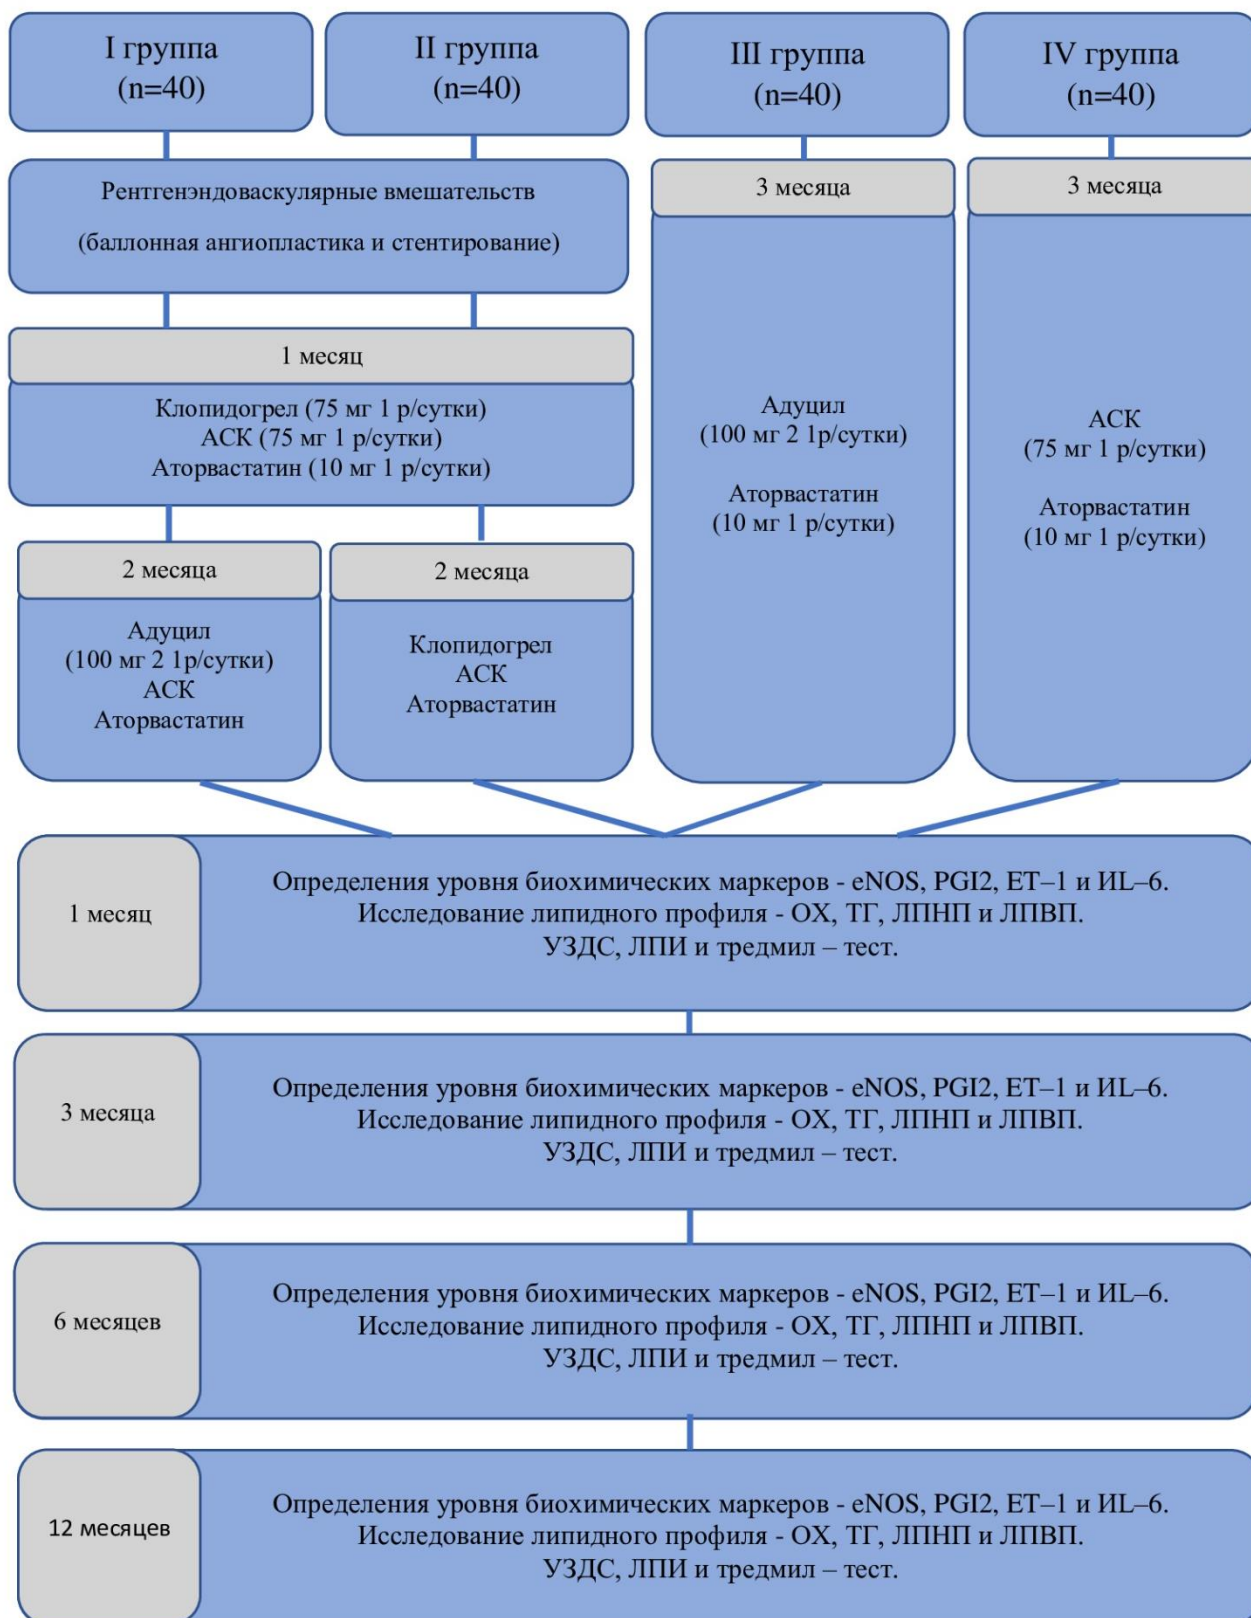 I группа
(n=40)
II группа
(n=40)
III группа
(n=40)
IV группа
(n=40)
Рентгенэндоваскулярные вмешательств
(баллонная ангиопластика и стентирование)
1 месяц
Клопидогрел (75 мг 1 р/сутки)
АСК (75 мг 1 р/сутки)
Аторвастатин (10 мг 1 р/сутки)
2 месяца
Адуцил
(100 мг 2 1р/сутки)
АСК
Аторвастатин
2 месяца
Клопидогрел
АСК
Аторвастатин
3 месяца
Адуцил
(100 мг 2 1р/сутки)
Аторвастатин
(10 мг 1 р/сутки)
3 месяца
АСК
(75 мг 1 р/сутки)
Аторвастатин
(10 мг 1 р/сутки)
1 месяц
Определения уровня биохимических маркеров - eNOS, PGI2, ET–1 и ИL–6.
Исследование липидного профиля - ОХ, ТГ, ЛПНП и ЛПВП.
УЗДС, ЛПИ и тредмил – тест.
3 месяца
Определения уровня биохимических маркеров - eNOS, PGI2, ET–1 и ИL–6.
Исследование липидного профиля - ОХ, ТГ, ЛПНП и ЛПВП.
УЗДС, ЛПИ и тредмил – тест.
6 месяцев
Определения уровня биохимических маркеров - eNOS, PGI2, ET–1 и ИL–6.
Исследование липидного профиля - ОХ, ТГ, ЛПНП и ЛПВП.
УЗДС, ЛПИ и тредмил – тест.
12 месяцев
Определения уровня биохимических маркеров - eNOS, PGI2, ET–1 и ИL–6.
Исследование липидного профиля - ОХ, ТГ, ЛПНП и ЛПВП.
УЗДС, ЛПИ и тредмил – тест.